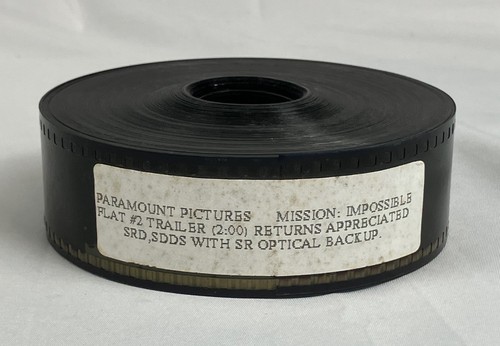 PARAMOUNT PICTURES MISSION: IMPOSSIBLE
FLAT #2 TRAILER (2:00) RETURNS APPRECIATED
SRD,SDDS WITH SR OPTICAL BACKUP.